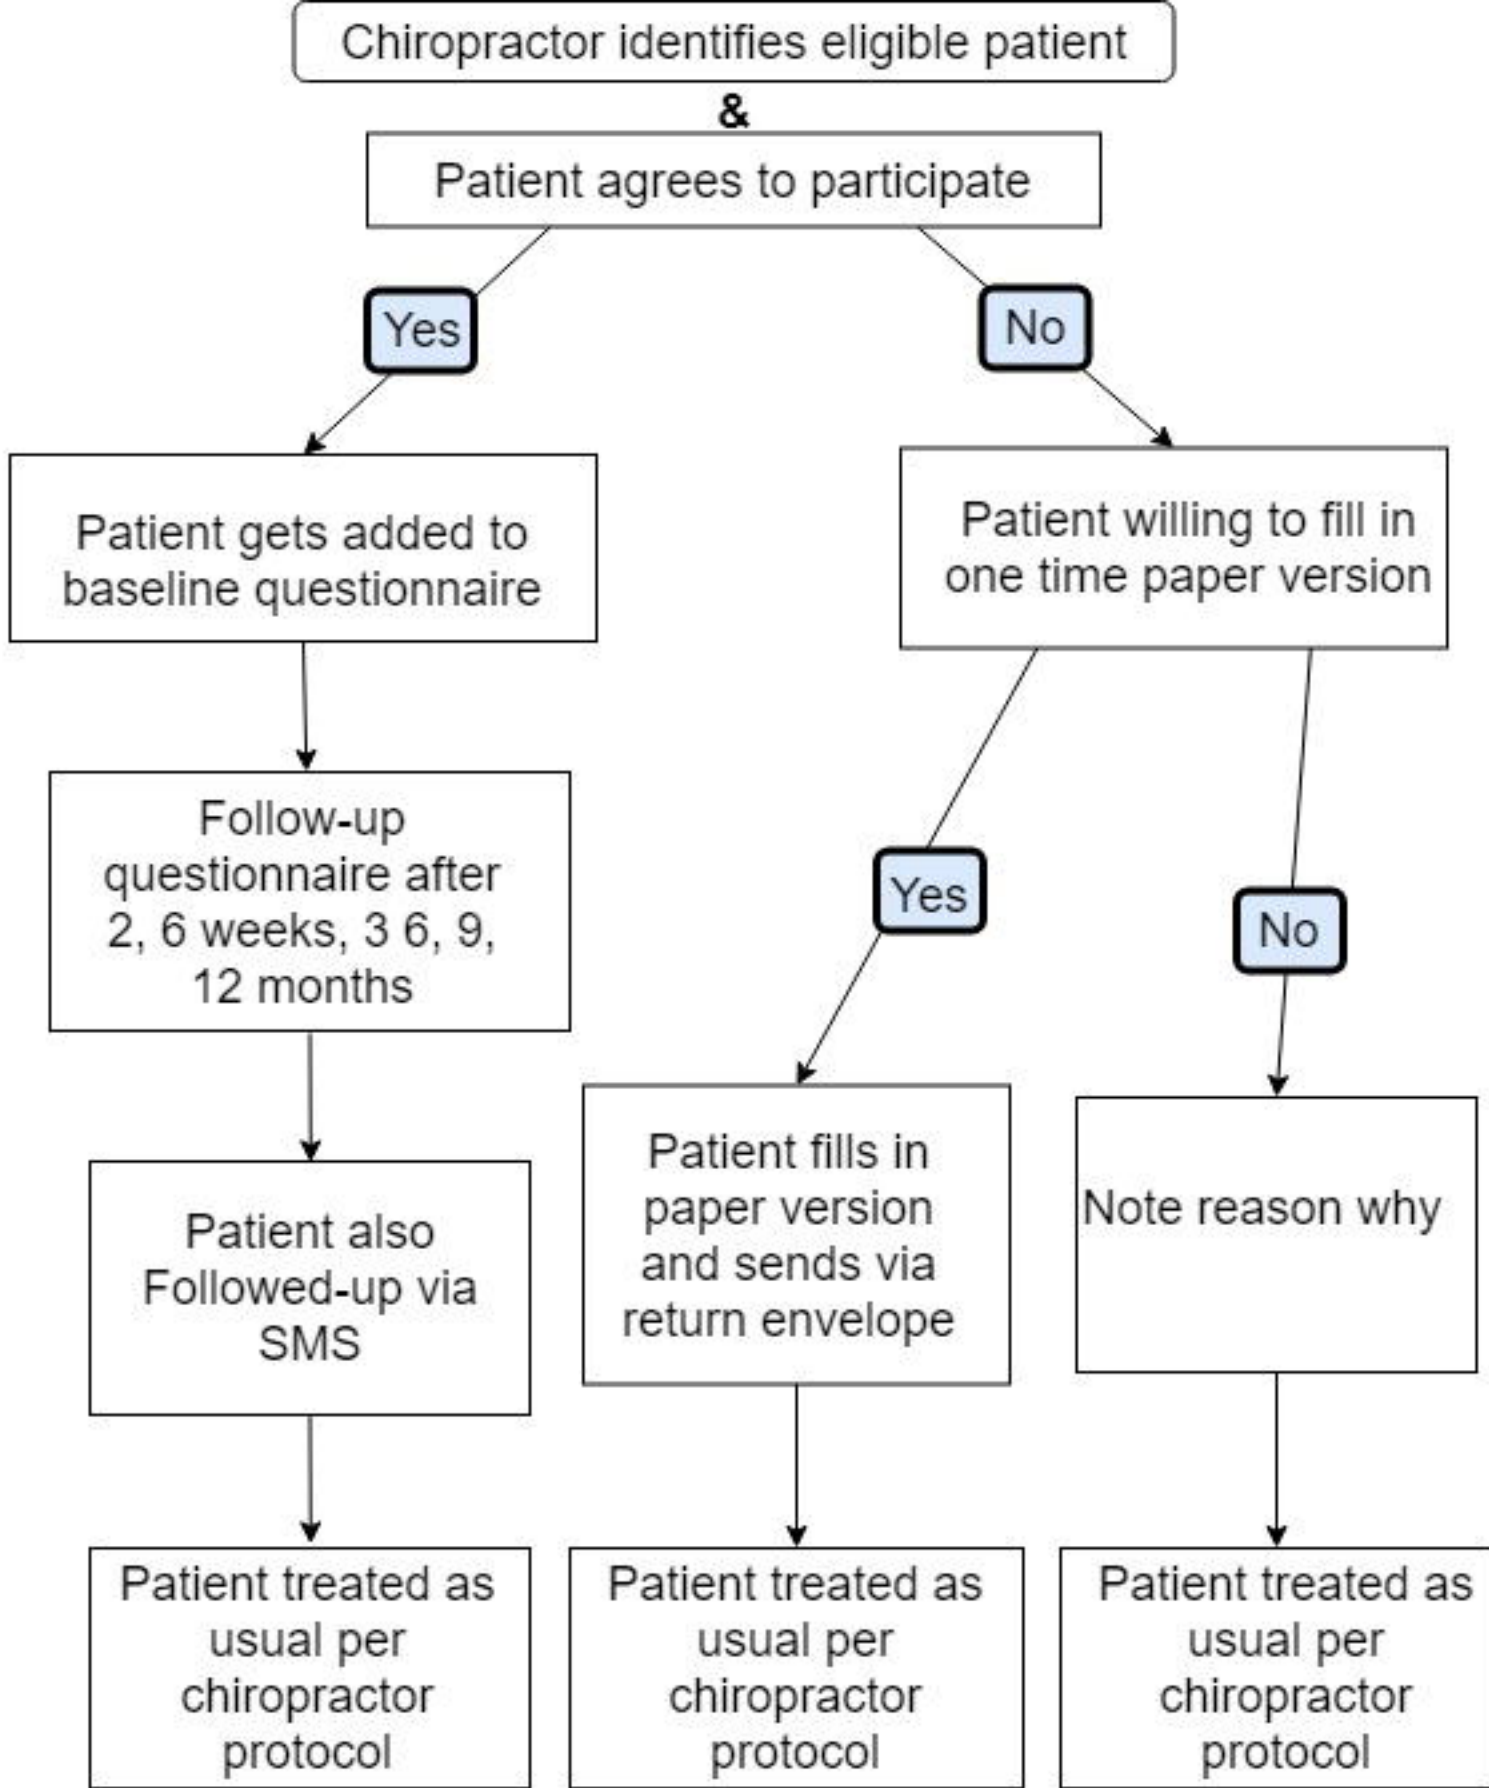 Chiropractor identifies eligible patient
&
Patient agrees to participate
Yes
No
Patient gets added to
baseline questionnaire
Patient willing to fill in
one time paper version
Follow-up
questionnaire after
2, 6 weeks, 3 6, 9,
12 months
Yes
No
Patient also
Followed-up via
SMS
Patient fills in
paper version
and sends via
return envelope
Note reason why
Patient treated as
usual per
chiropractor
protocol
Patient treated as
usual per
chiropractor
protocol
Patient treated as
usual per
chiropractor
protocol